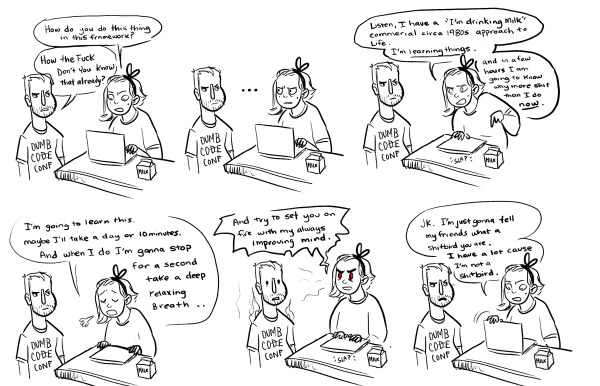 How do you do this thing
in this framework?
How the Fuck
Don't You Know
that already?
DUMB
CODE
CONF
MILK
...
DUMB
CODE
CONF
MILK
Listen, I have a "I'm drinking Milk"
commercial circa 1980s approach to
Life.
I'm learning things.
and in a few
hours I am
going to know
way more shit
than I do
now.
DUMB
CODE
CONF
:SLAP:
MILK
I'm going to learn this.
maybe I'll take a day or 10 minutes.
And when I do I'm gonna stop
for a second
take a deep
relaxing
Breath ..
DUMB
CODE
CONF
MILK
And try to set you on
fire with my always
improving mind.
DUMB
CODE
CONF
:SLAP:
MILK
JK. I'm just gonna tell
my friends what a
shitbird you are.
I have a lot cause
I'm not a
shitbird.
DUMB
CODE
CONF
MILK